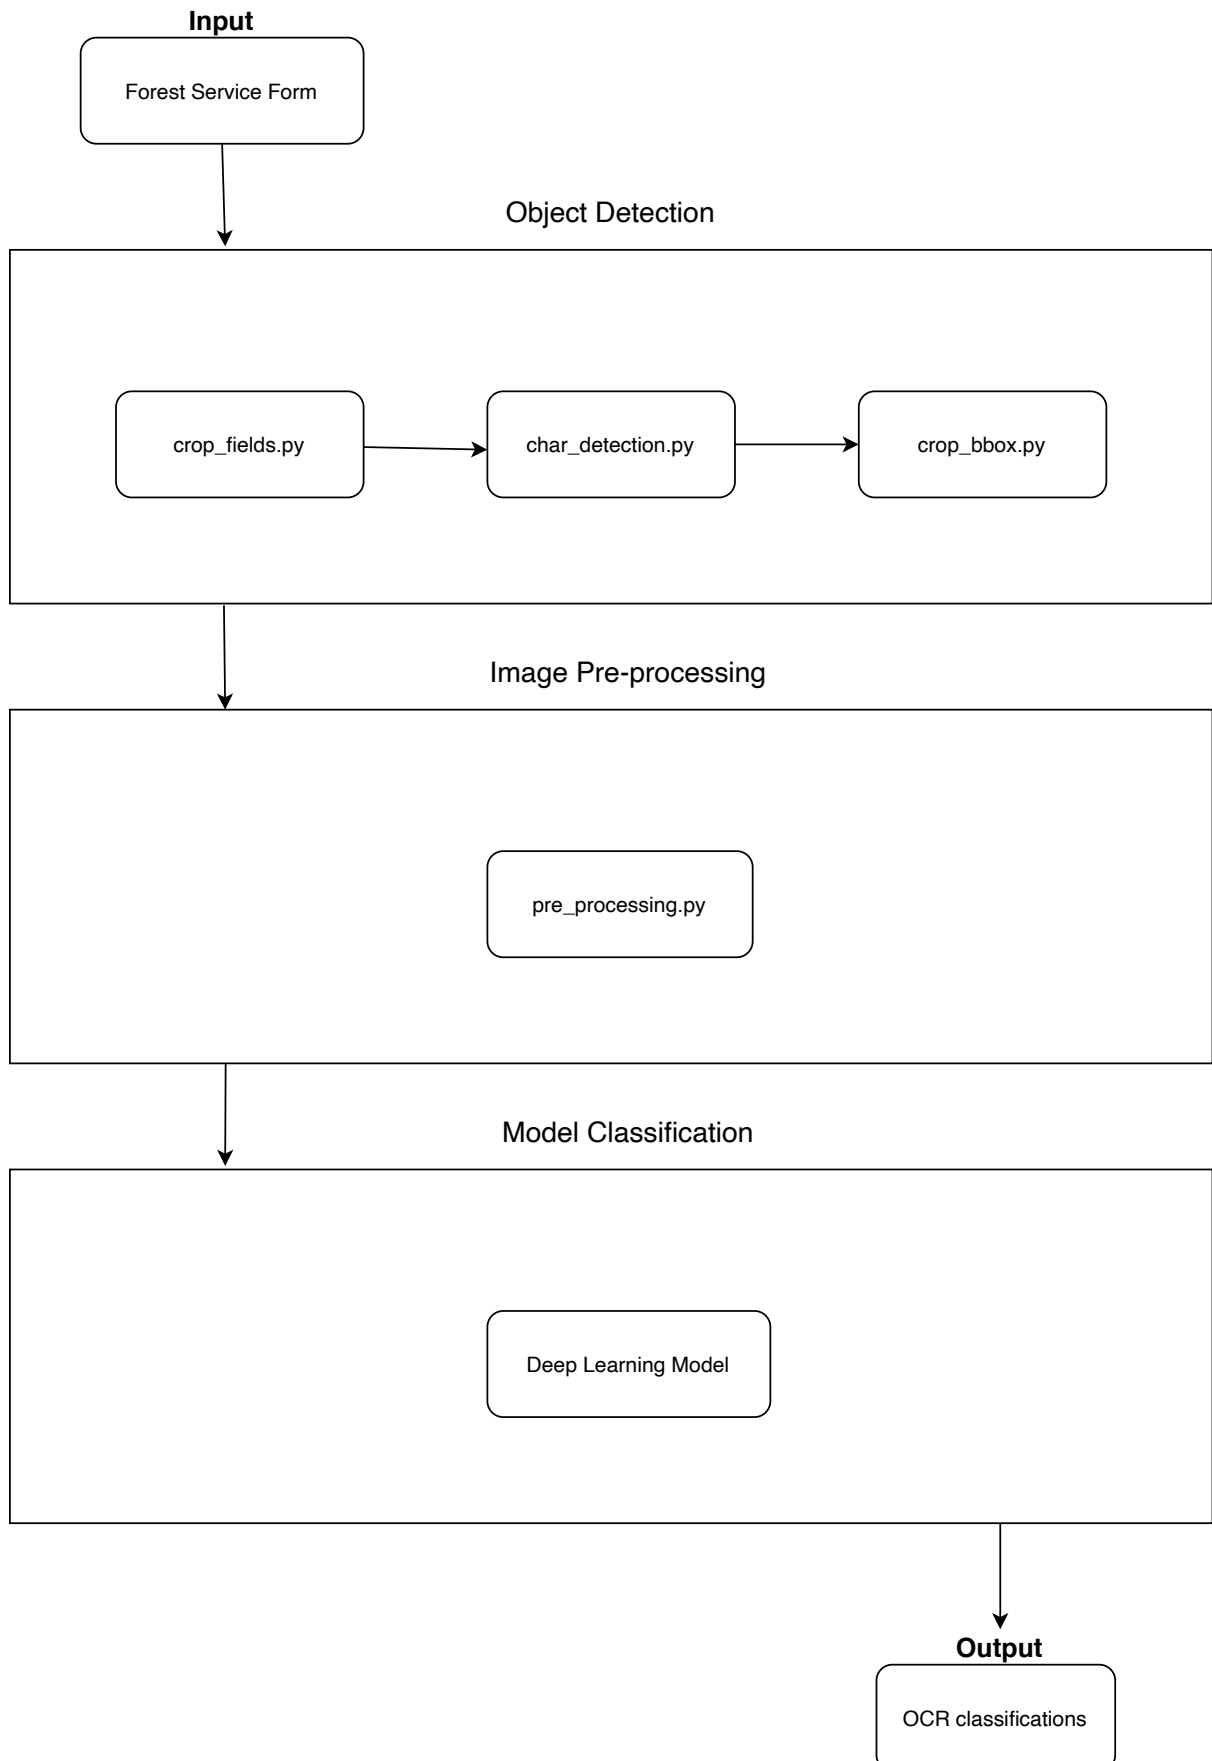 Input
Forest Service Form
Object Detection
crop_fields.py
char_detection.py
crop_bbox.py
Image Pre-processing
pre_processing.py
Model Classification
Deep Learning Model
Output
OCR classifications